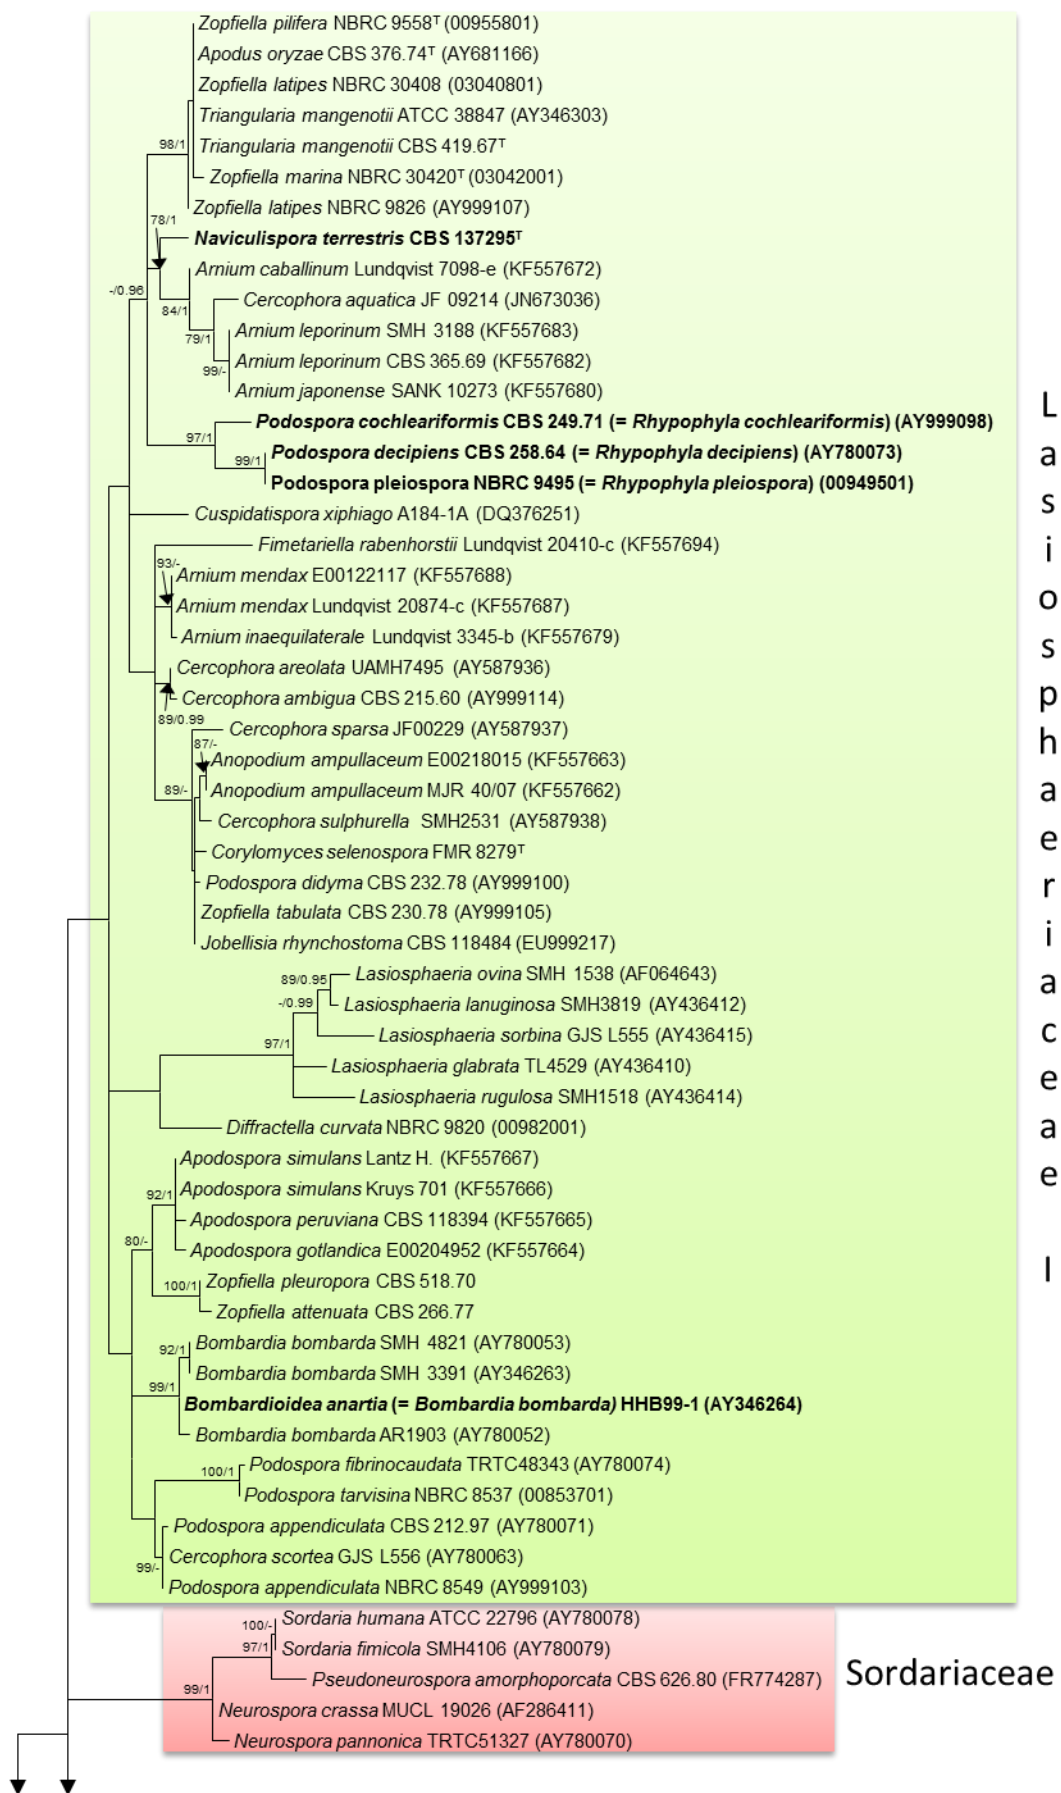 Zopfiella pilifera NBRC 9558ᵀ (00955801)
Apodus oryzae CBS 376.74ᵀ (AY681166)
Zopfiella latipes NBRC 30408 (03040801)
Triangularia mangenotii ATCC 38847 (AY346303)
98/1
Triangularia mangenotii CBS 419.67ᵀ
Zopfiella marina NBRC 30420ᵀ (03042001)
Zopfiella latipes NBRC 9826 (AY999107)
78/1
Naviculispora terrestris CBS 137295ᵀ
Arnium caballinum Lundqvist 7098-e (KF557672)
-/0.96
Cercophora aquatica JF 09214 (JN673036)
84/1
Arnium leporinum SMH 3188 (KF557683)
79/1
Arnium leporinum CBS 365.69 (KF557682)
99/-
Arnium japonense SANK 10273 (KF557680)
Podospora cochleariformis CBS 249.71 (= Rhypophyla cochleariformis) (AY999098)
97/1
Podospora decipiens CBS 258.64 (= Rhypophyla decipiens) (AY780073)
99/1
Podospora pleiospora NBRC 9495 (= Rhypophyla pleiospora) (00949501)
Cuspidatispora xiphiago A184-1A (DQ376251)
Fimetariella rabenhorstii Lundqvist 20410-c (KF557694)
93/-
Arnium mendax E00122117 (KF557688)
Arnium mendax Lundqvist 20874-c (KF557687)
Arnium inaequilaterale Lundqvist 3345-b (KF557679)
Cercophora areolata UAMH7495 (AY587936)
Cercophora ambigua CBS 215.60 (AY999114)
89/0.99
Cercophora sparsa JF00229 (AY587937)
87/-
Anopodium ampullaceum E00218015 (KF557663)
Anopodium ampullaceum MJR 40/07 (KF557662)
89/-
Cercophora sulphurella SMH2531 (AY587938)
Corylomyces selenospora FMR 8279ᵀ
Podospora didyma CBS 232.78 (AY999100)
Zopfiella tabulata CBS 230.78 (AY999105)
Jobellisia rhynchostoma CBS 118484 (EU999217)
89/0.95
Lasiosphaeria ovina SMH 1538 (AF064643)
-/0.99
Lasiosphaeria lanuginosa SMH3819 (AY436412)
Lasiosphaeria sorbina GJS L555 (AY436415)
97/1
Lasiosphaeria glabrata TL4529 (AY436410)
Lasiosphaeria rugulosa SMH1518 (AY436414)
Diffractella curvata NBRC 9820 (00982001)
Apodospora simulans Lantz H. (KF557667)
Apodospora simulans Kruys 701 (KF557666)
92/1
Apodospora peruviana CBS 118394 (KF557665)
80/-
Apodospora gotlandica E00204952 (KF557664)
Zopfiella pleuropora CBS 518.70
100/1
Zopfiella attenuata CBS 266.77
Bombardia bombarda SMH 4821 (AY780053)
92/1
Bombardia bombarda SMH 3391 (AY346263)
99/1
Bombardioidea anartia (= Bombardia bombarda) HHB99-1 (AY346264)
Bombardia bombarda AR1903 (AY780052)
Podospora fibrinocaudata TRTC48343 (AY780074)
100/1
Podospora tarvisina NBRC 8537 (00853701)
Podospora appendiculata CBS 212.97 (AY780071)
Cercophora scortea GJS L556 (AY780063)
99/-
Podospora appendiculata NBRC 8549 (AY999103)
Lasiosphaeriaceae I
Sordaria humana ATCC 22796 (AY780078)
100/-
Sordaria fimicola SMH4106 (AY780079)
97/1
Pseudoneurospora amorphoporcata CBS 626.80 (FR774287)
99/1
Neurospora crassa MUCL 19026 (AF286411)
Neurospora pannonica TRTC51327 (AY780070)
Sordariaceae